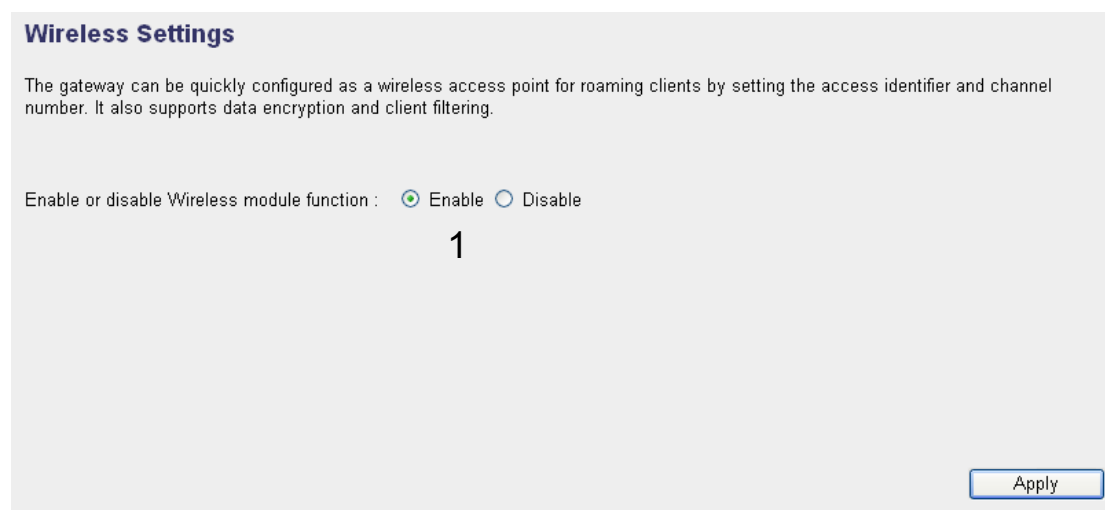 Wireless Settings
The gateway can be quickly configured as a wireless access point for roaming clients by setting the access identifier and channel
number. It also supports data encryption and client filtering.
Enable or disable Wireless module function : Enable Disable
1
Apply